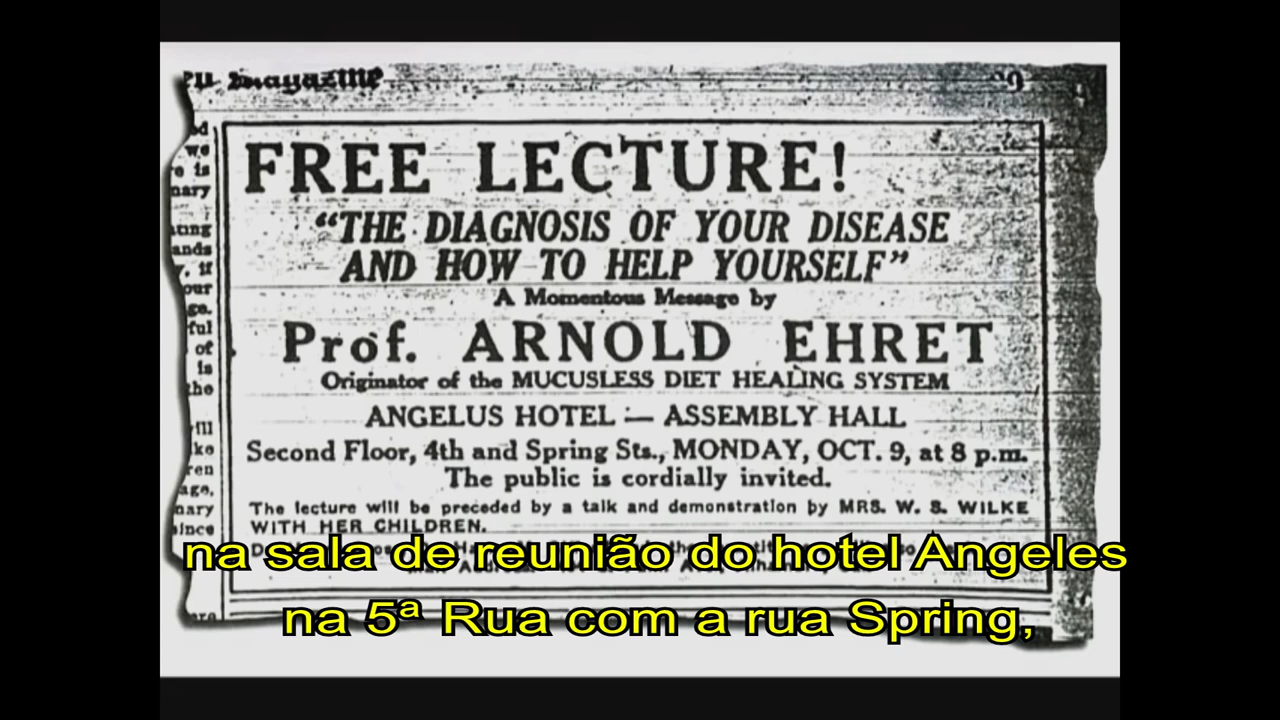 magazine
FREE LECTURE!
“THE DIAGNOSIS OF YOUR DISEASE
AND HOW TO HELP YOURSELF”
A Momentous Message by
Prof. ARNOLD EHRET
Originator of the MUCUSLESS DIET HEALING SYSTEM
ANGELUS HOTEL — ASSEMBLY HALL
Second Floor, 4th and Spring Sts., MONDAY, OCT. 9, at 8 p.m.
The public is cordially invited.
The lecture will be preceded by a talk and demonstration by MRS. W. S. WILKE
WITH HER CHILDREN.
na sala de reunião do hotel Angeles
na 5ª Rua com a rua Spring,